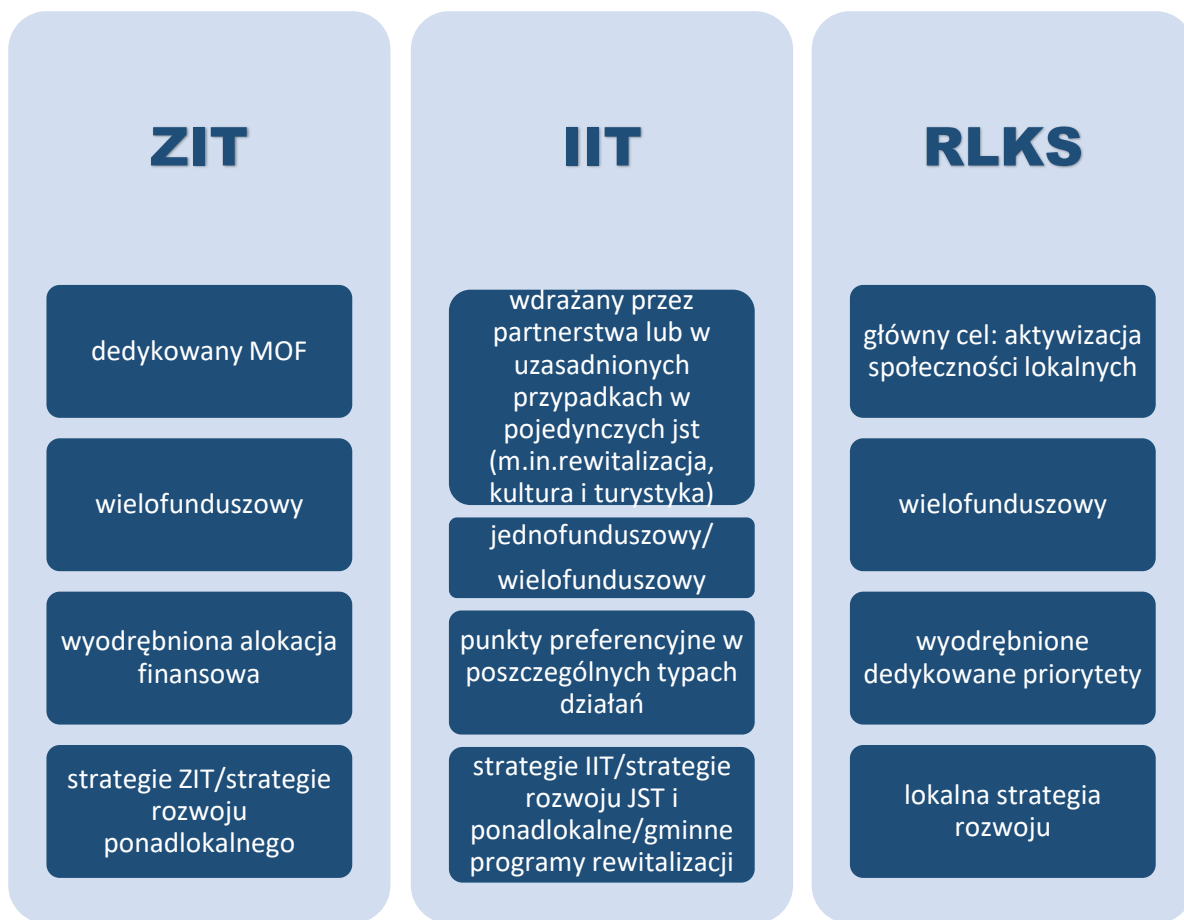 ZIT
dedykowany MOF
wielofunduszowy
wyodrębniona alokacja
finansowa
strategie ZIT/strategie
rozwoju
ponadlokalnego
IIT
wdrażany przez
partnerstwa lub w
uzasadnionych
przypadkach w
pojedynczych jst
(m.in.rewitalizacja,
kultura i turystyka)
jednofunduszowy/
wielofunduszowy
punkty preferencyjne w
poszczególnych typach
działań
strategie IIT/strategie
rozwoju JST i
ponadlokalne/gminne
programy rewitalizacji
RLKS
główny cel: aktywizacja
społeczności lokalnych
wielofunduszowy
wyodrębnione
dedykowane priorytety
lokalna strategia
rozwoju